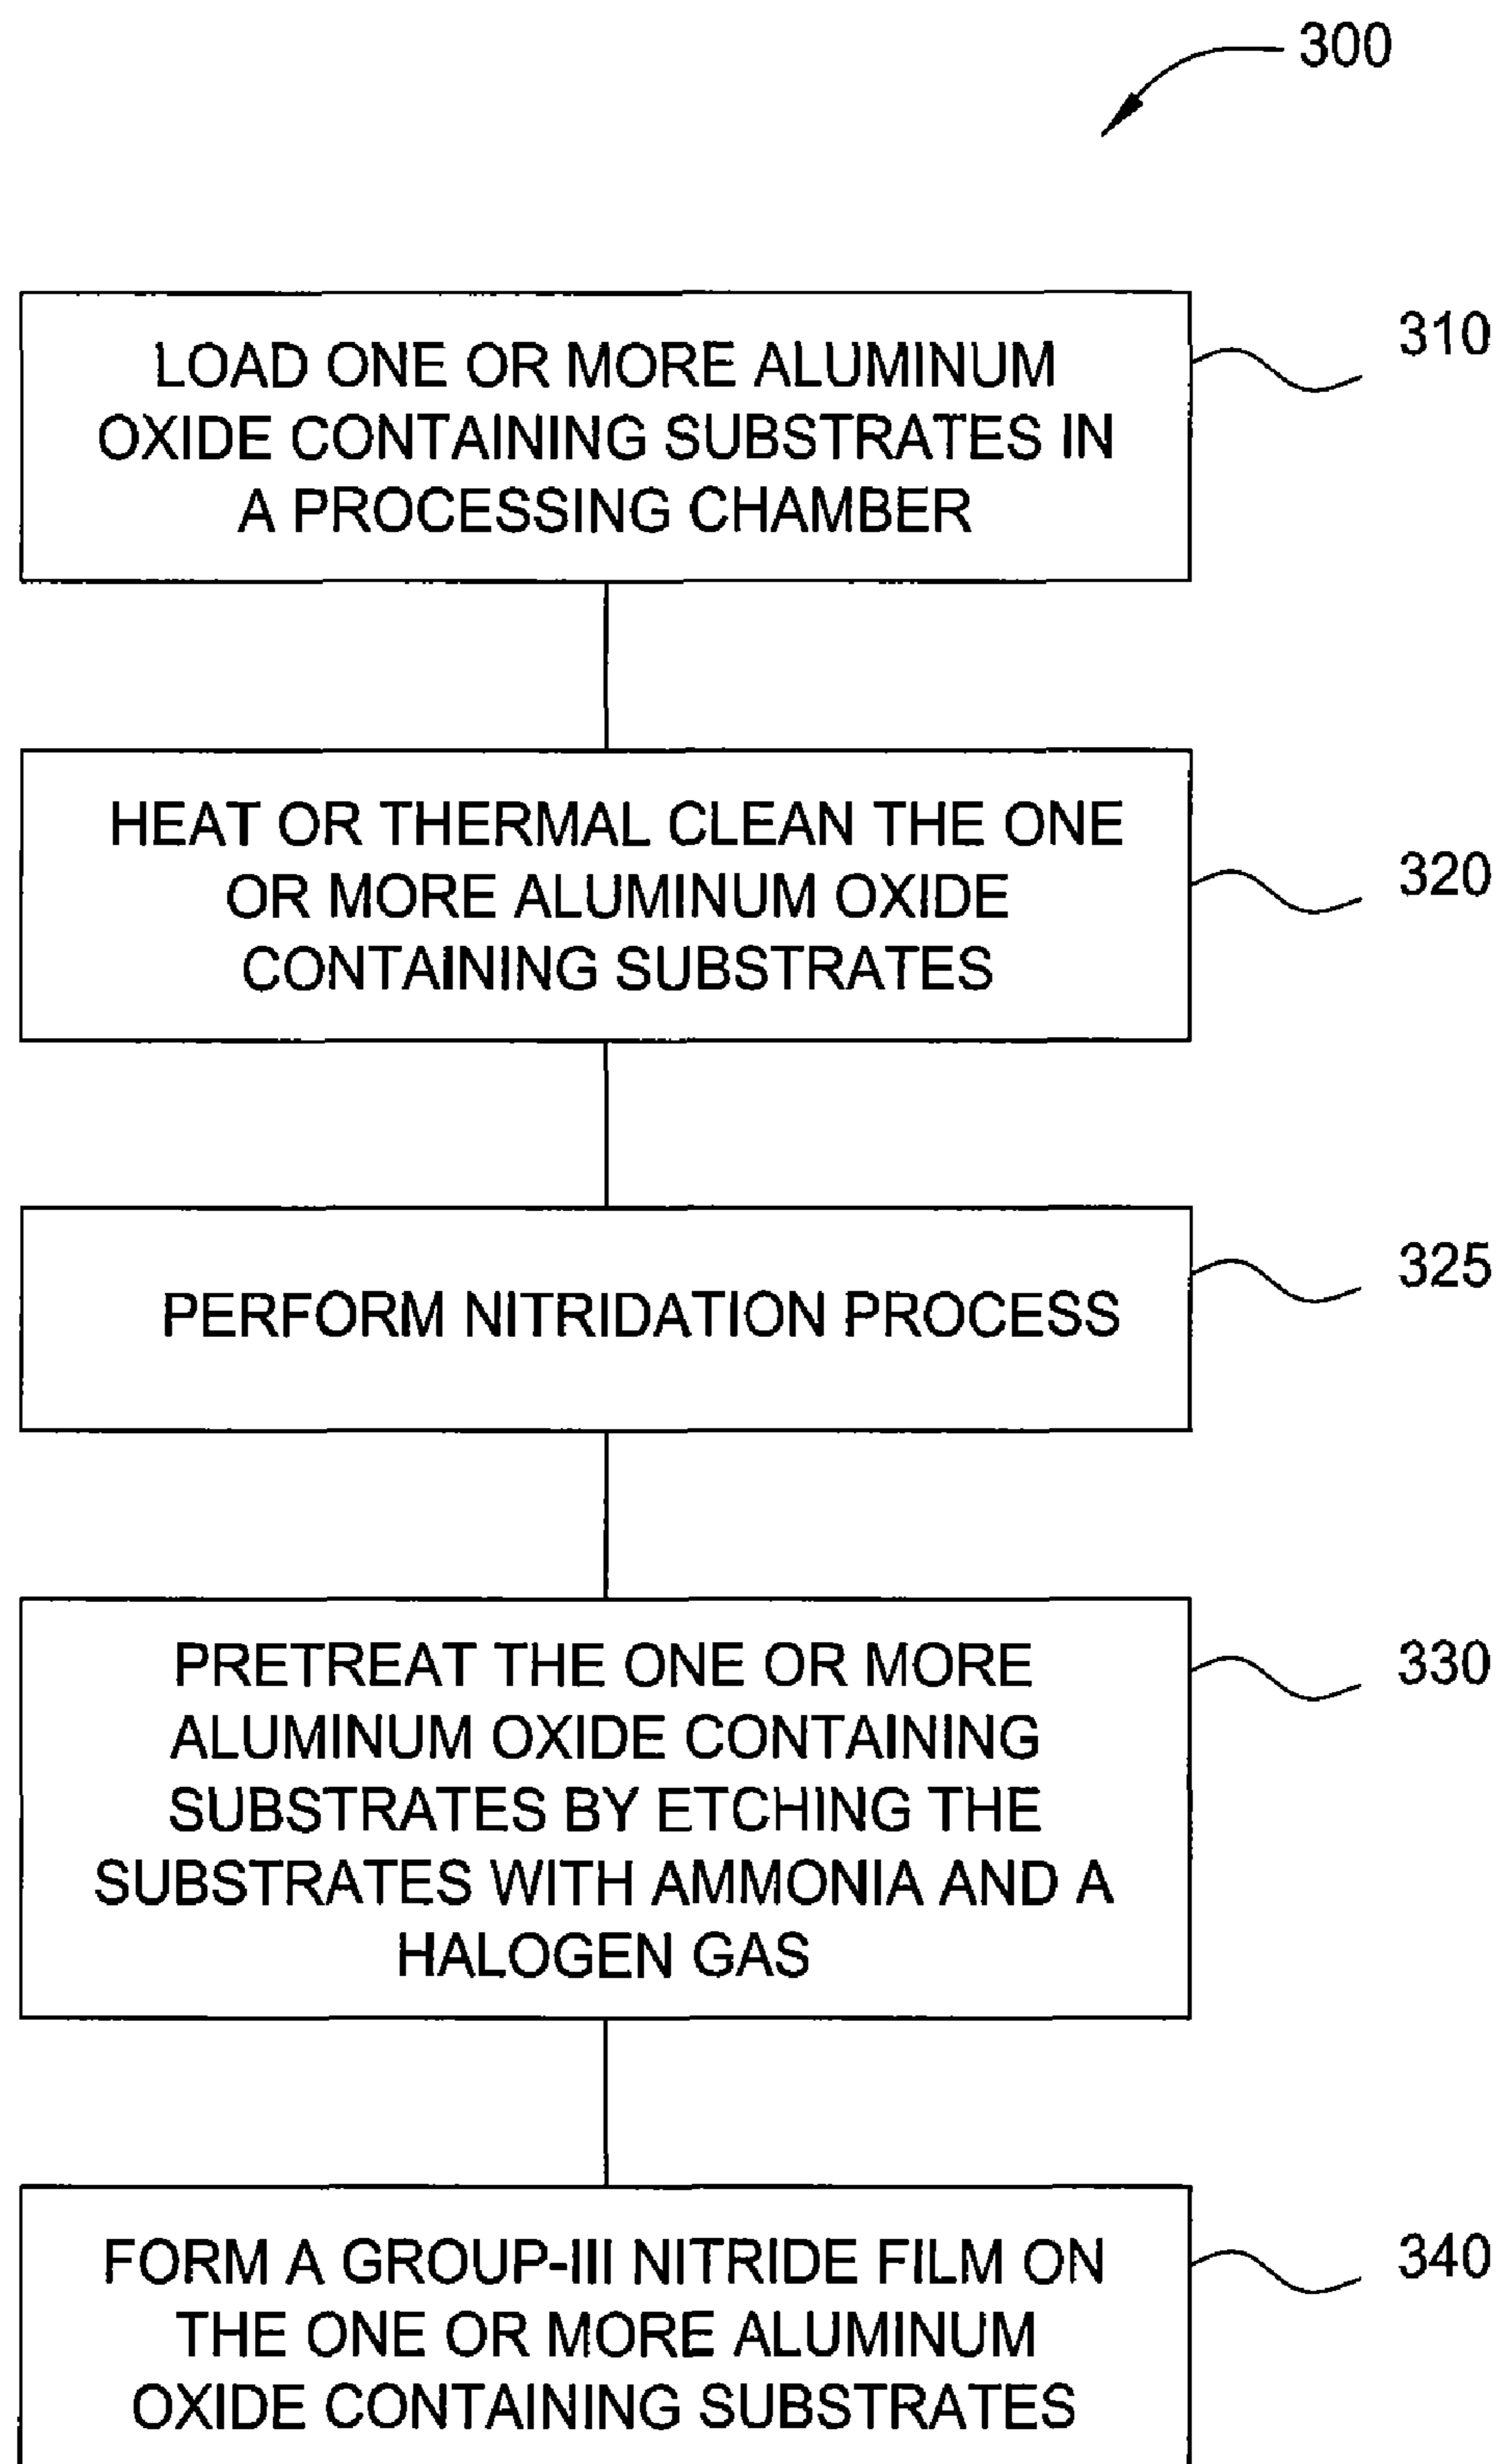 300
LOAD ONE OR MORE ALUMINUM
OXIDE CONTAINING SUBSTRATES IN
A PROCESSING CHAMBER
310
HEAT OR THERMAL CLEAN THE ONE
OR MORE ALUMINUM OXIDE
CONTAINING SUBSTRATES
320
PERFORM NITRIDATION PROCESS
325
PRETREAT THE ONE OR MORE
ALUMINUM OXIDE CONTAINING
SUBSTRATES BY ETCHING THE
SUBSTRATES WITH AMMONIA AND A
HALOGEN GAS
330
FORM A GROUP-III NITRIDE FILM ON
THE ONE OR MORE ALUMINUM
OXIDE CONTAINING SUBSTRATES
340